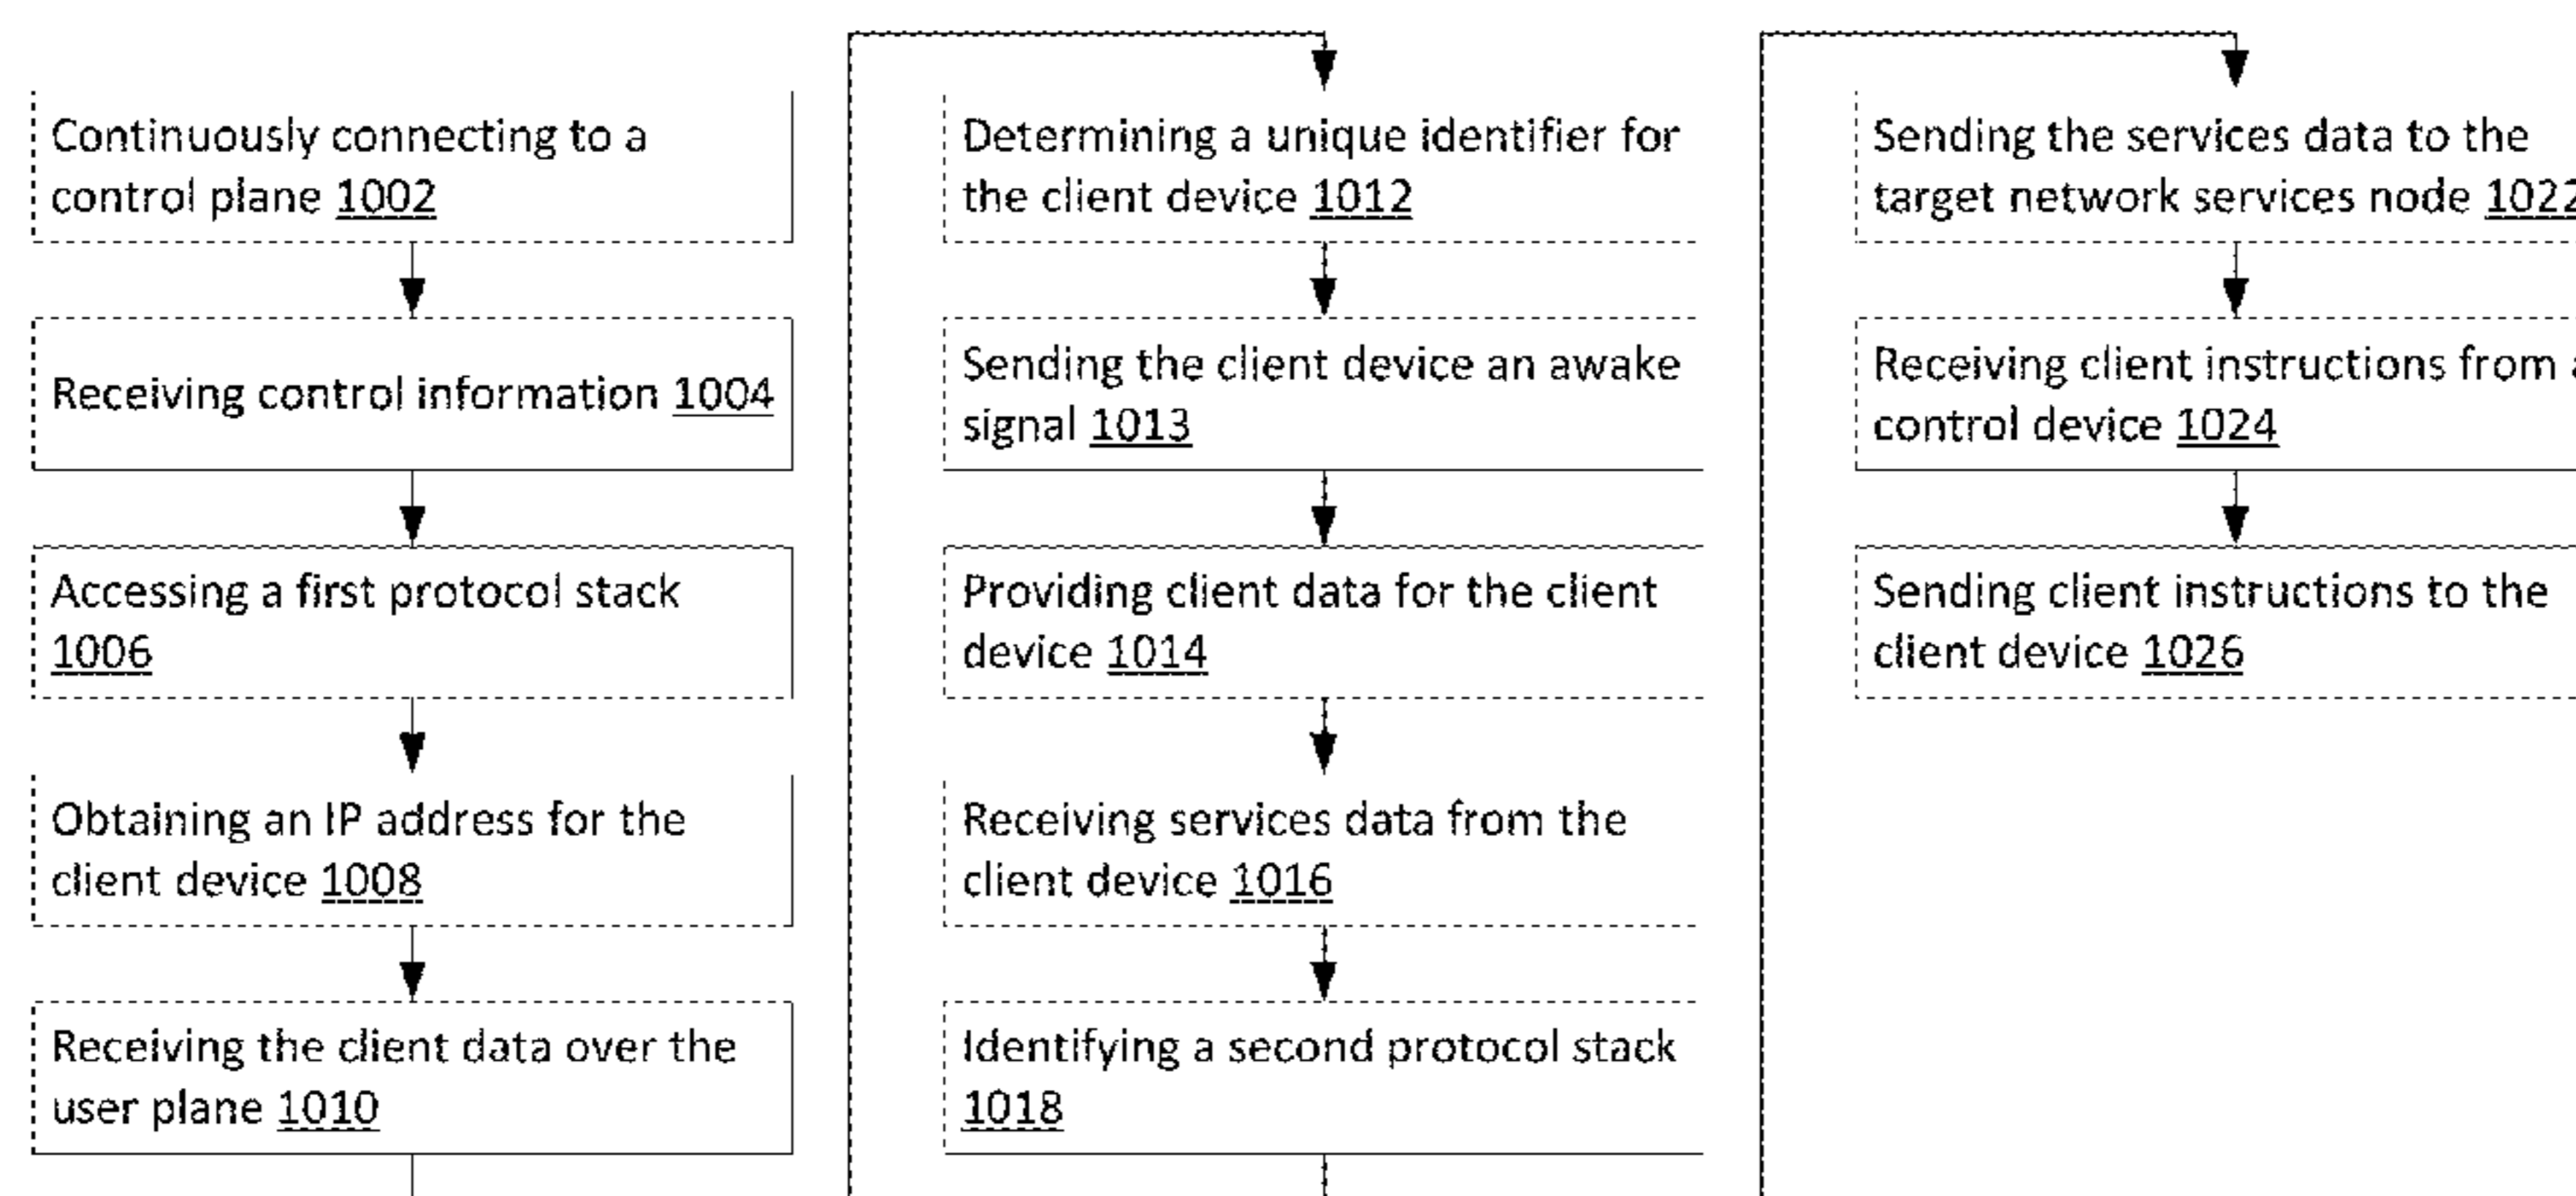 Continuously connecting to a
control plane 1002
Receiving control information 1004
Accessing a first protocol stack
1006
Obtaining an IP address for the
client device 1008
Receiving the client data over the
user plane 1010
Determining a unique identifier for
the client device 1012
Sending the client device an awake
signal 1013
Providing client data for the client
device 1014
Receiving services data from the
client device 1016
Identifying a second protocol stack
1018
Sending the services data to the
target network services node 1022
Receiving client instructions from a
control device 1024
Sending client instructions to the
client device 1026